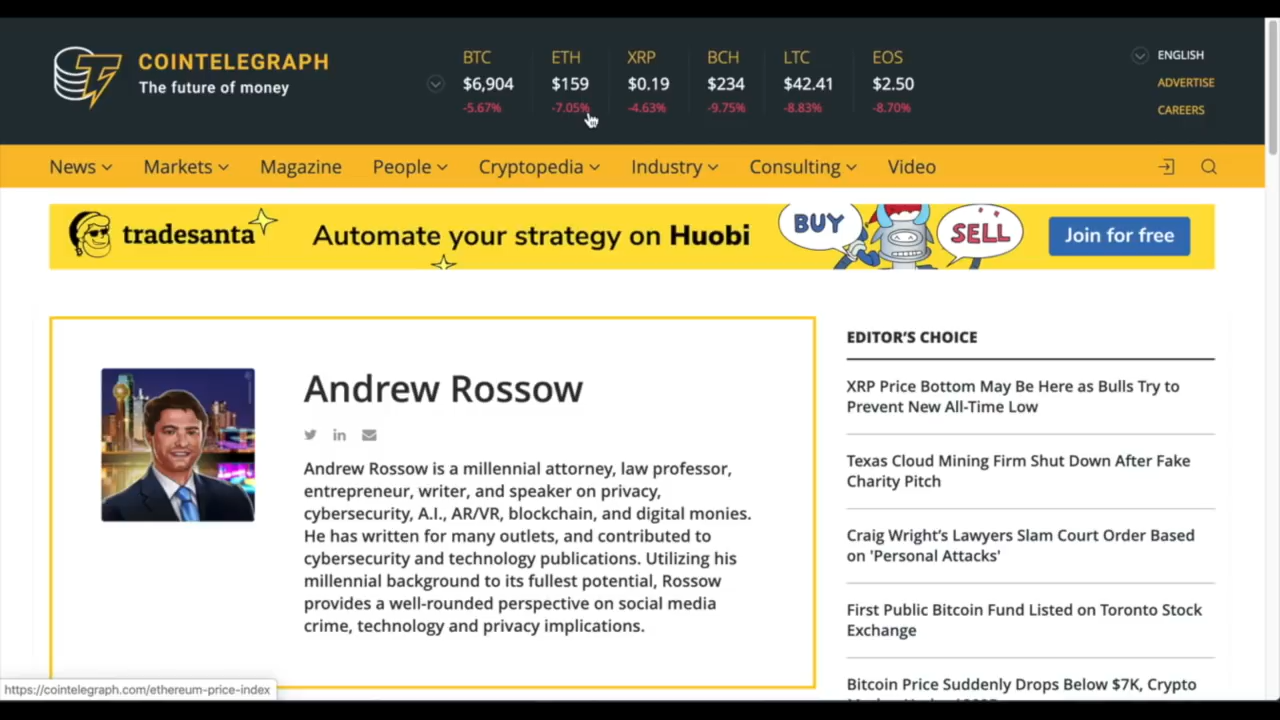 COINTELEGRAPH
The future of money
BTC ETH XRP BCH LTC EOS
$6,904 $159 $0.19 $234 $42.41 $2.50
-5.67% -7.05% -4.63% -9.75% -8.83% -8.70%
ENGLISH
ADVERTISE
CAREERS
News Markets Magazine People Cryptopedia Industry Consulting Video
tradesanta Automate your strategy on Huobi BUY SELL Join for free
Andrew Rossow
in
Andrew Rossow is a millennial attorney, law professor,
entrepreneur, writer, and speaker on privacy,
cybersecurity, A.I., AR/VR, blockchain, and digital monies.
He has written for many outlets, and contributed to
cybersecurity and technology publications. Utilizing his
millennial background to its fullest potential, Rossow
provides a well-rounded perspective on social media
crime, technology and privacy implications.
EDITOR'S CHOICE
XRP Price Bottom May Be Here as Bulls Try to
Prevent New All-Time Low
Texas Cloud Mining Firm Shut Down After Fake
Charity Pitch
Craig Wright's Lawyers Slam Court Order Based
on 'Personal Attacks'
First Public Bitcoin Fund Listed on Toronto Stock
Exchange
Bitcoin Price Suddenly Drops Below $7K, Crypto
https://cointelegraph.com/ethereum-price-index